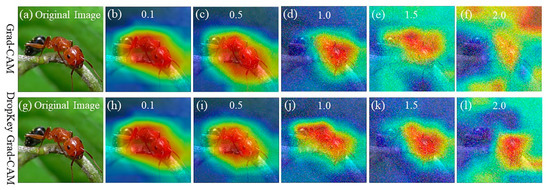 Grad-CAM
(a) Original Image
(b) 0.1
(c) 0.5
(d) 1.0
(e) 1.5
(f) 2.0
DropKey Grad-CAM
(g) Original Image
(h) 0.1
(i) 0.5
(j) 1.0
(k) 1.5
(l) 2.0